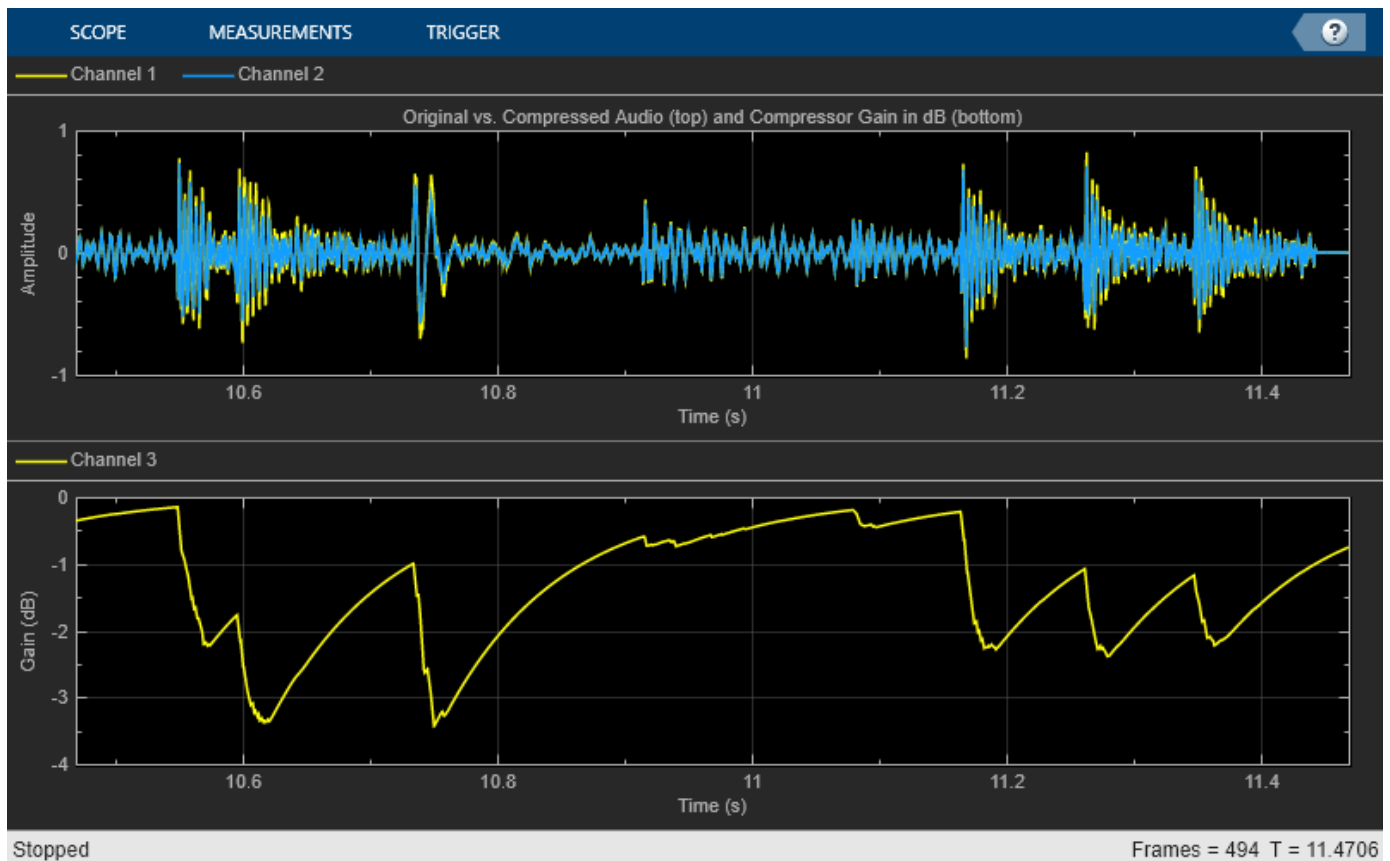 SCOPE MEASUREMENTS TRIGGER ?
Channel 1 Channel 2
Original vs. Compressed Audio (top) and Compressor Gain in dB (bottom)
1
0
-1
Amplitude
10.6 10.8 11 11.2 11.4
Time (s)
Channel 3
0
-1
-2
-3
-4
Gain (dB)
10.6 10.8 11 11.2 11.4
Time (s)
Stopped Frames = 494 T = 11.4706